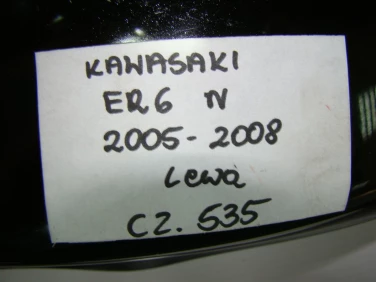 KAWASAKI
ER6 N
2005-2008
Lewa
CZ. 535